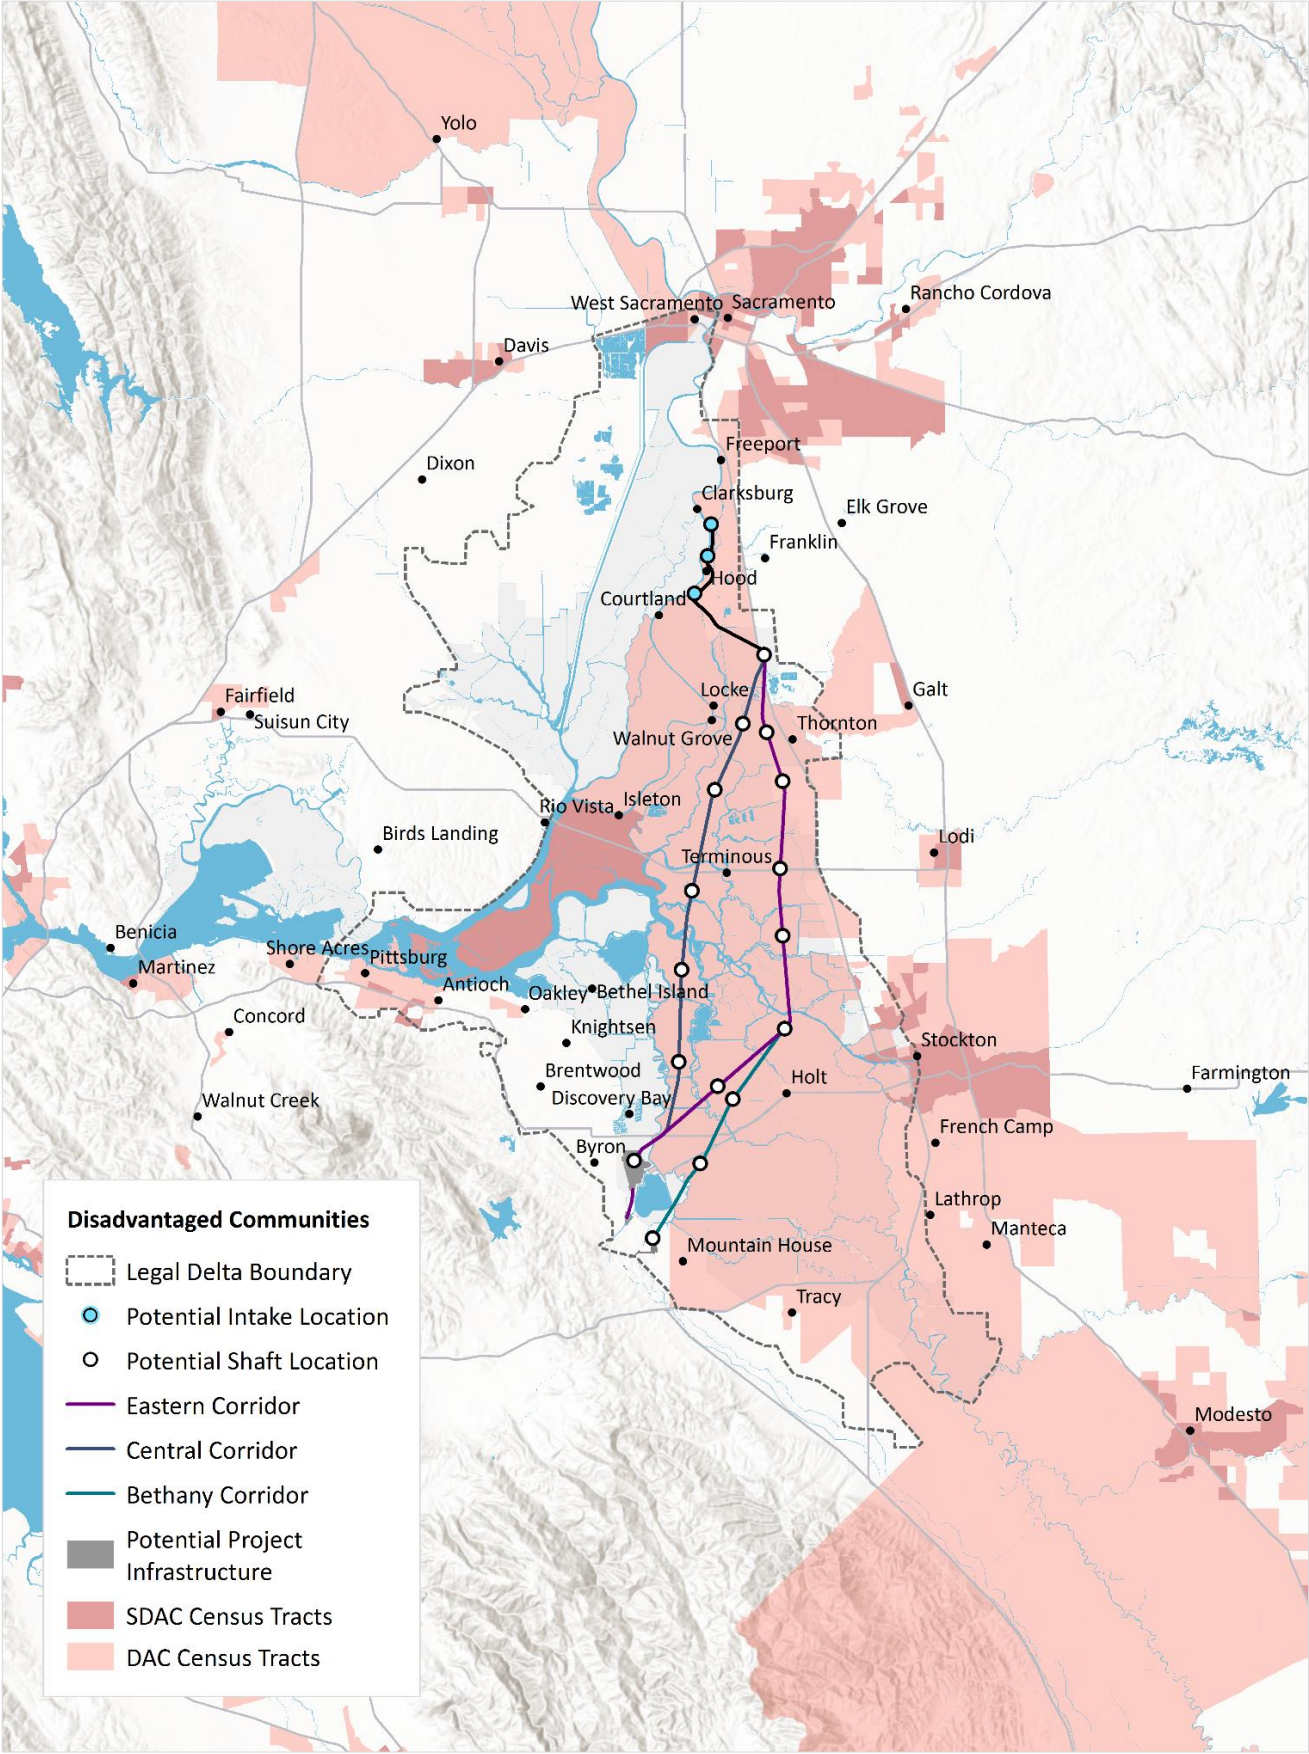 Yolo
West Sacramento
Sacramento
Rancho Cordova
Davis
Freeport
Dixon
Clarksburg
Elk Grove
Franklin
Hood
Courtland
Fairfield
Suisun City
Locke
Galt
Walnut Grove
Thornton
Rio Vista
Isleton
Birds Landing
Lodi
Terminous
Benicia
Shore Acres
Pittsburg
Martinez
Antioch
Oakley
Bethel Island
Concord
Knightsen
Stockton
Brentwood
Holt
Farmington
Walnut Creek
Discovery Bay
French Camp
Byron
Lathrop
Manteca
Mountain House
Tracy
Modesto
Disadvantaged Communities
Legal Delta Boundary
Potential Intake Location
Potential Shaft Location
Eastern Corridor
Central Corridor
Bethany Corridor
Potential Project
Infrastructure
SDAC Census Tracts
DAC Census Tracts